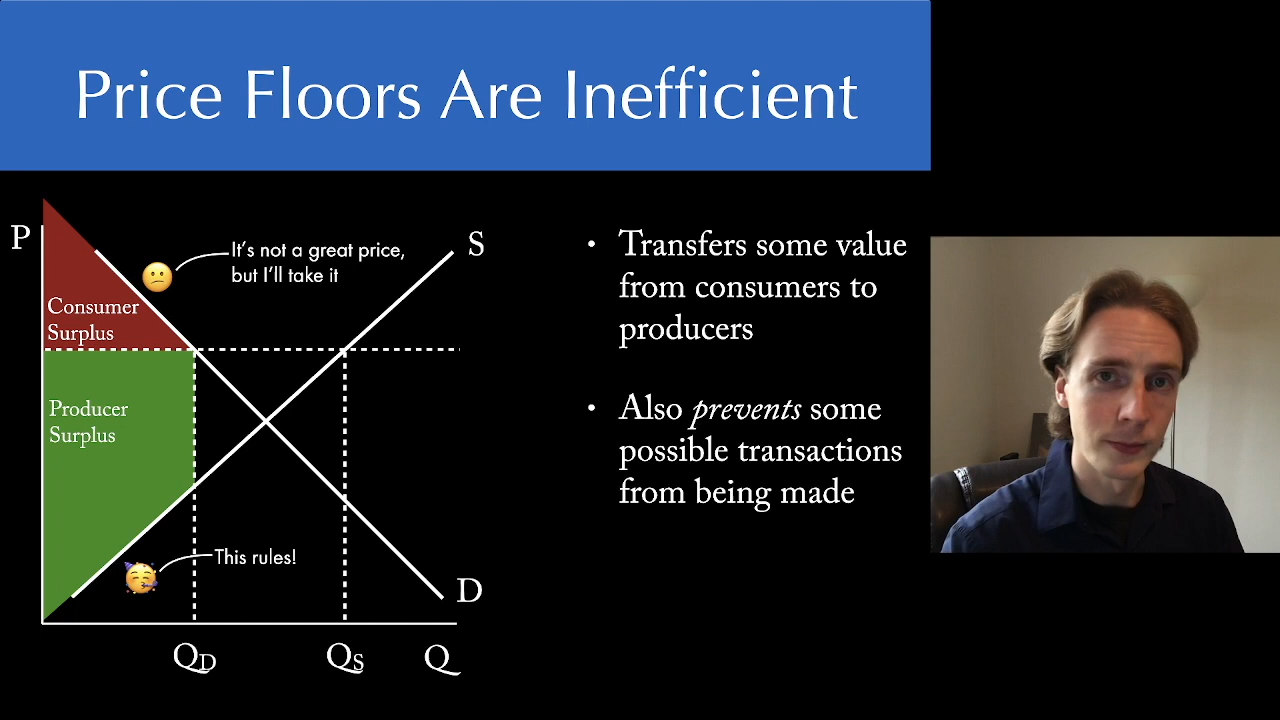 Price Floors Are Inefficient
P
It's not a great price,
but I'll take it
S
Consumer
Surplus
Producer
Surplus
This rules!
D
QD
QS
Q
• Transfers some value
from consumers to
producers
• Also prevents some
possible transactions
from being made